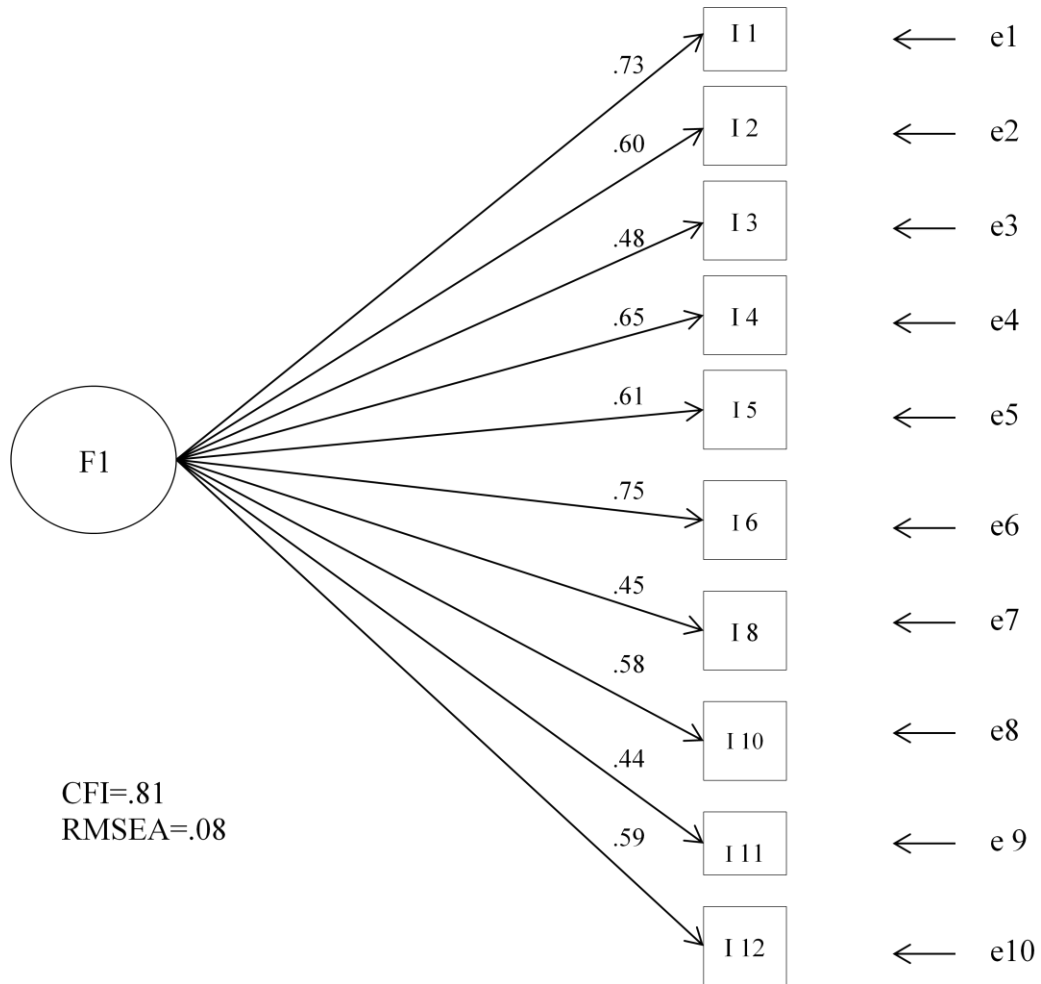 I 1
e1
.73
I 2
e2
.60
I 3
e3
.48
I 4
e4
.65
I 5
e5
.61
F1
.75
I 6
e6
.45
I 8
e7
.58
I 10
e8
.44
CFI=.81
RMSEA=.08
I 11
e 9
.59
I 12
e10